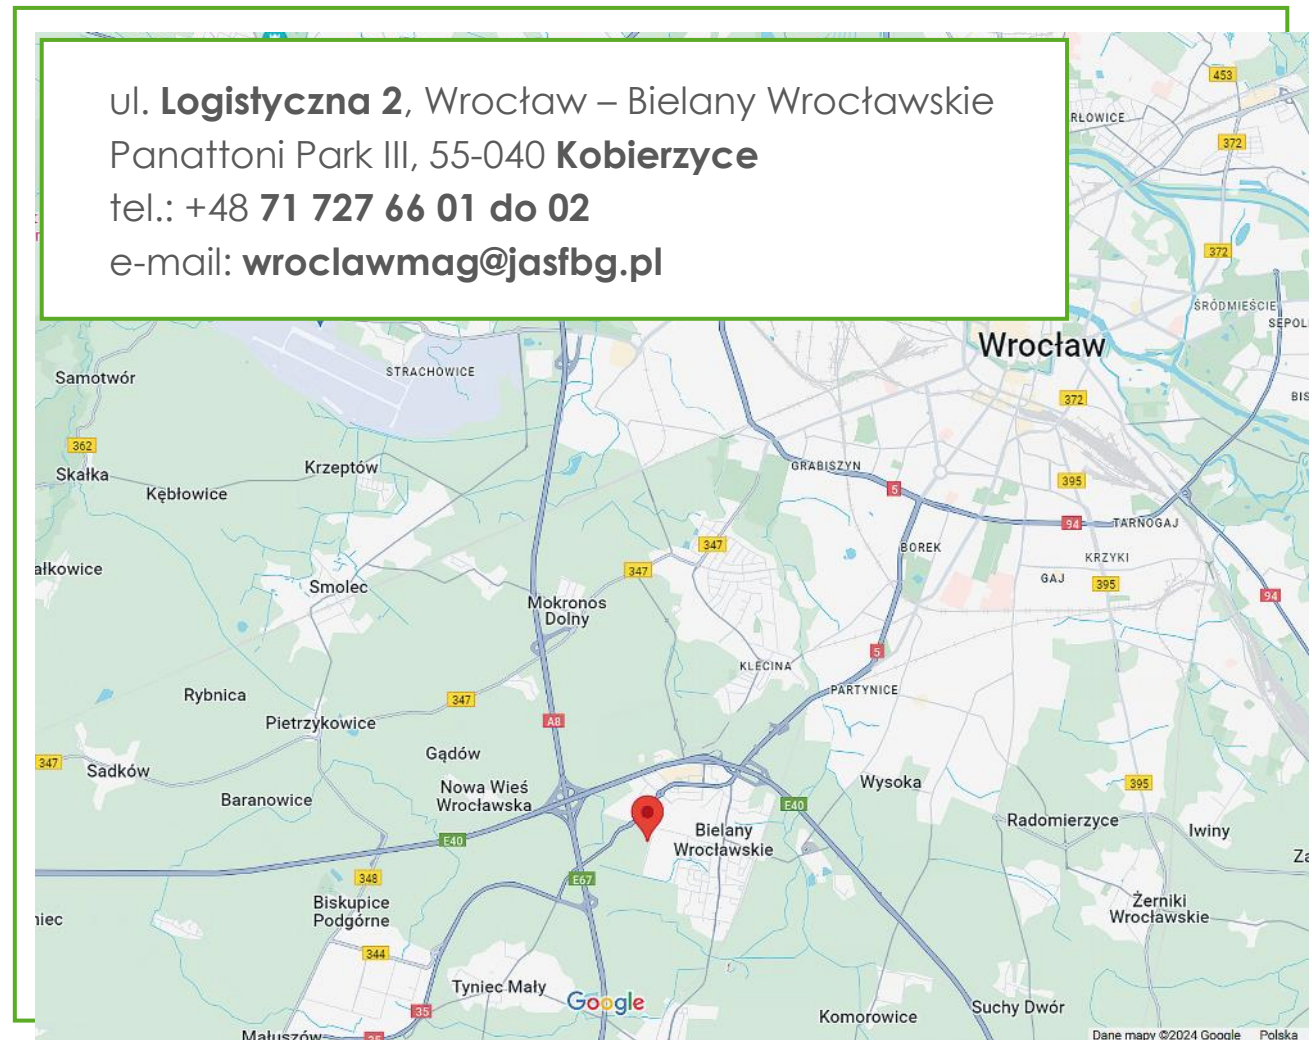 ul. Logistyczna 2, Wrocław – Bielany Wrocławskie
Panattoni Park III, 55-040 Kobierzyce
tel.: +48 71 727 66 01 do 02
e-mail: wroclawmag@jasfbg.pl
453
372
372
ŚRÓDMIEŚCIE
Wrocław
STRACHOWICE
Samotwór
372
362
Skałka
Kębłowice
Krzeptów
GRABISZYN
5
395
94
TARNOGAJ
347
347
BOREK
KRZYKI
GAJ
395
94
Smolec
Mokronos
Dolny
5
KLECINA
PARTYNICE
Rybnica
347
Pietrzykowice
A8
Gądów
347
Sadków
Nowa Wieś
Wrocławska
Baranowice
Wysoka
395
E40
Radomierzyce
Iwiny
Bielany
Wrocławskie
E40
348
E67
Biskupice
Podgórne
Żerniki
Wrocławskie
344
Tyniec Mały
35
Google
Komorowice
Suchy Dwór
Małuszów
35
Dane mapy ©2024 Google Polska